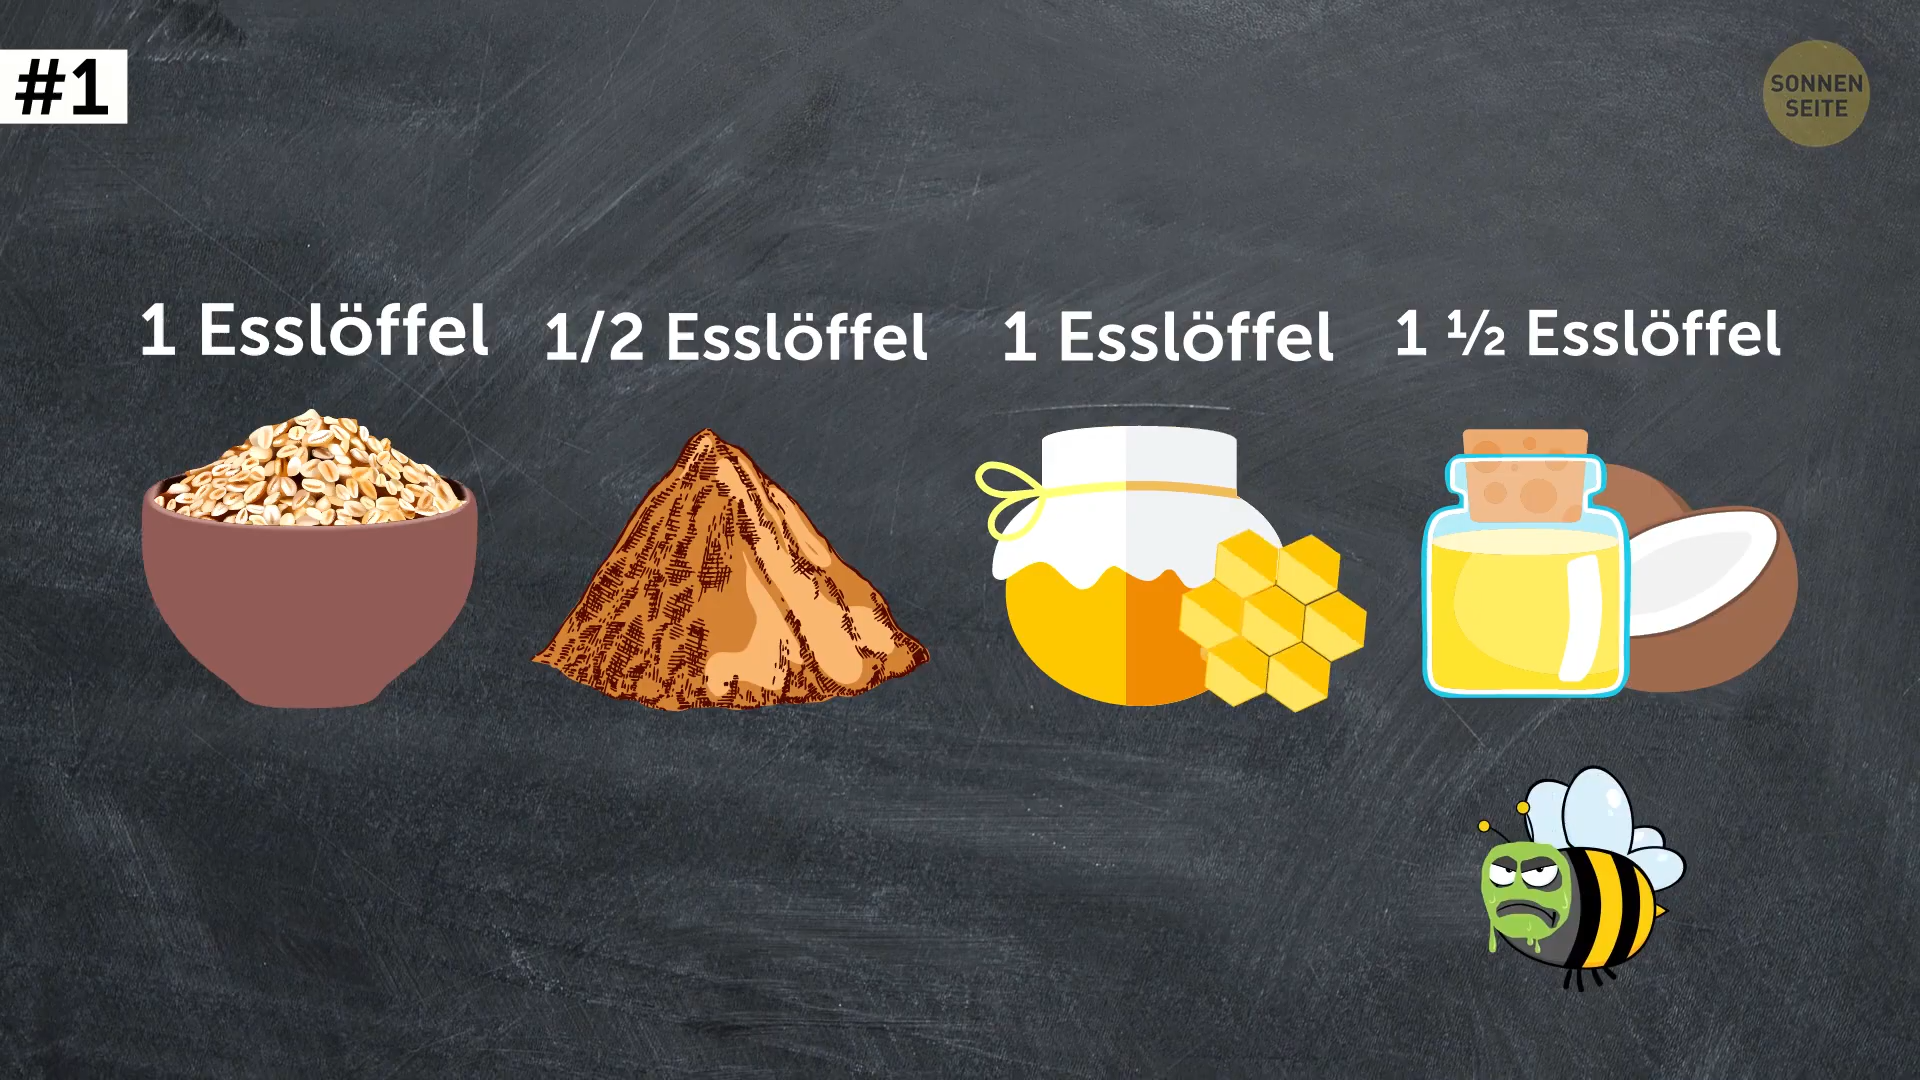 #1
SONNEN
SEITE
1 Esslöffel
1/2 Esslöffel
1 Esslöffel
1 ½ Esslöffel